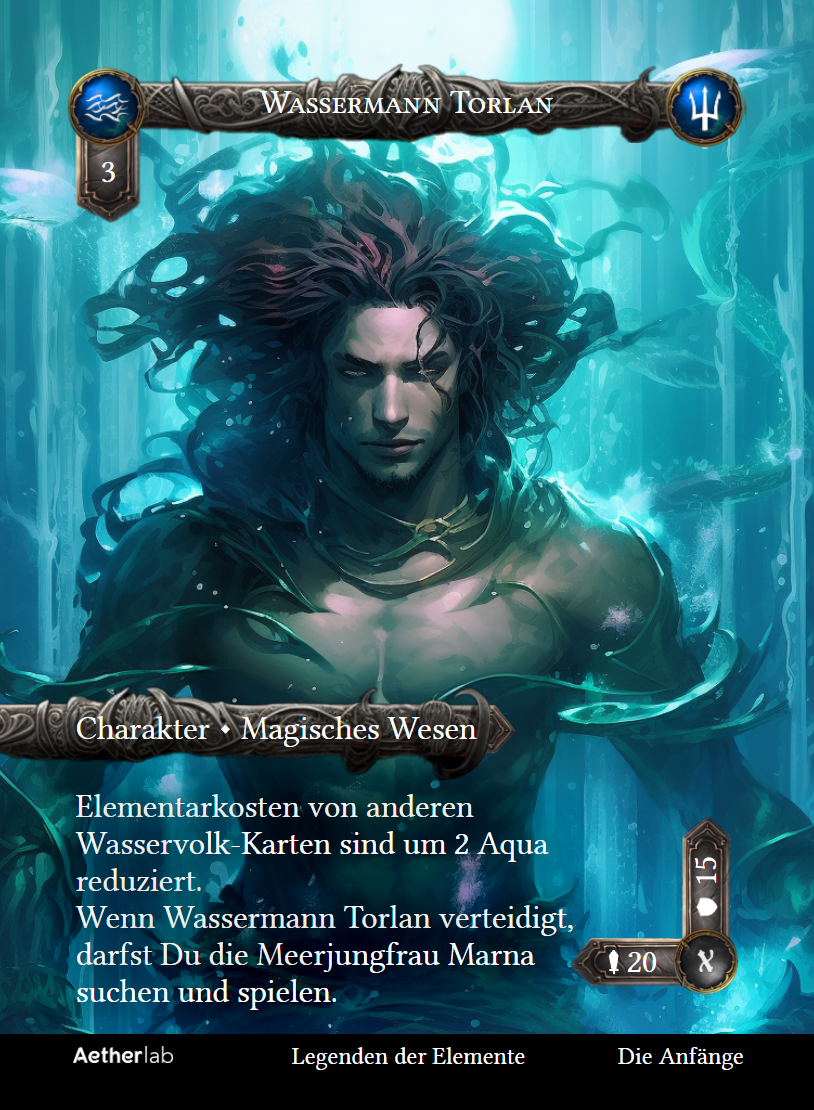 Wassermann Torlan
3
Charakter • Magisches Wesen
Elementarkosten von anderen
Wasservolk-Karten sind um 2 Aqua
reduziert.
Wenn Wassermann Torlan verteidigt,
darfst Du die Meerjungfrau Marna
suchen und spielen.
15
20
Aetherlab
Legenden der Elemente
Die Anfänge